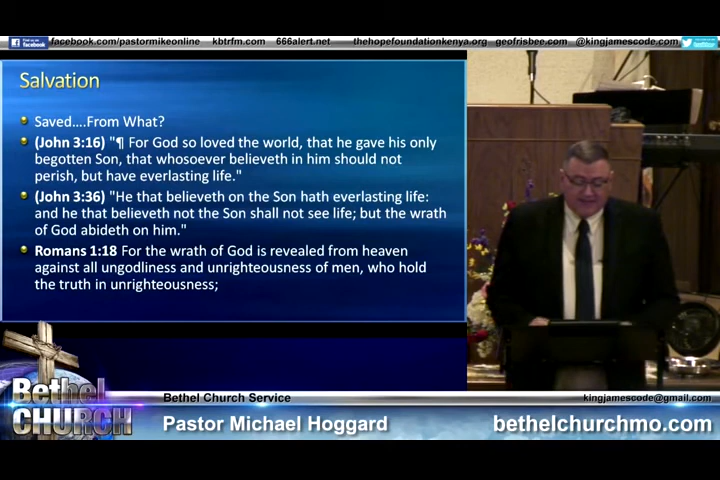 Find us on facebook facebook.com/pastormikeonline kbtrfm.com 666alert.net thehopefoundationkenya.org geofrisbee.com @kingjamescode.com twitter
Salvation
Saved....From What?
(John 3:16) "¶ For God so loved the world, that he gave his only
begotten Son, that whosoever believeth in him should not
perish, but have everlasting life."
(John 3:36) "He that believeth on the Son hath everlasting life:
and he that believeth not the Son shall not see life; but the wrath
of God abideth on him."
Romans 1:18 For the wrath of God is revealed from heaven
against all ungodliness and unrighteousness of men, who hold
the truth in unrighteousness;
Bethel
CHURCH
Bethel Church Service kingjamescode@gmail.com
Pastor Michael Hoggard bethelchurchmo.com